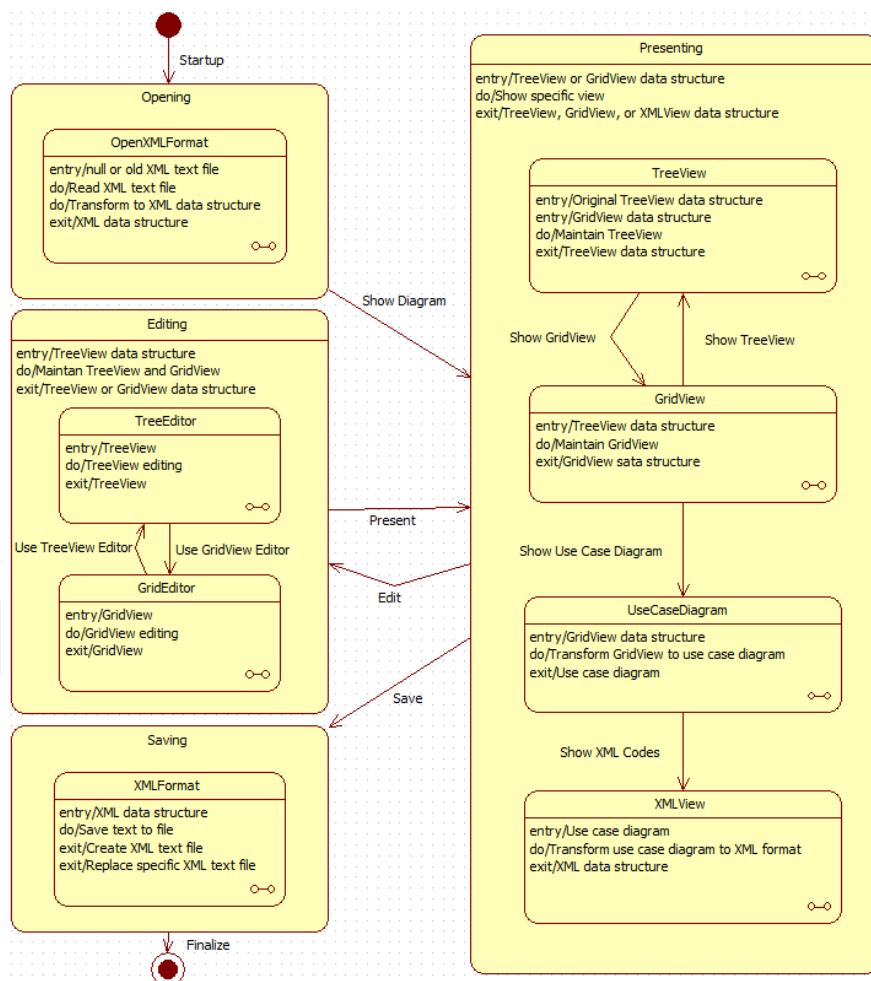 Startup
Opening
OpenXMLFormat
entry/null or old XML text file
do/Read XML text file
do/Transform to XML data structure
exit/XML data structure
Show Diagram
Editing
entry/TreeView data structure
do/Maintan TreeView and GridView
exit/TreeView or GridView data structure
TreeEditor
entry/TreeView
do/TreeView editing
exit/TreeView
Use TreeView Editor
Use GridView Editor
GridEditor
entry/GridView
do/GridView editing
exit/GridView
Present
Edit
Save
Saving
XMLFormat
entry/XML data structure
do/Save text to file
exit/Create XML text file
exit/Replace specific XML text file
Finalize
Presenting
entry/TreeView or GridView data structure
do/Show specific view
exit/TreeView, GridView, or XMLView data structure
TreeView
entry/Original TreeView data structure
entry/GridView data structure
do/Maintain TreeView
exit/TreeView data structure
Show GridView
Show TreeView
GridView
entry/TreeView data structure
do/Maintain GridView
exit/GridView sata structure
Show Use Case Diagram
UseCaseDiagram
entry/GridView data structure
do/Transform GridView to use case diagram
exit/Use case diagram
Show XML Codes
XMLView
entry/Use case diagram
do/Transform use case diagram to XML format
exit/XML data structure